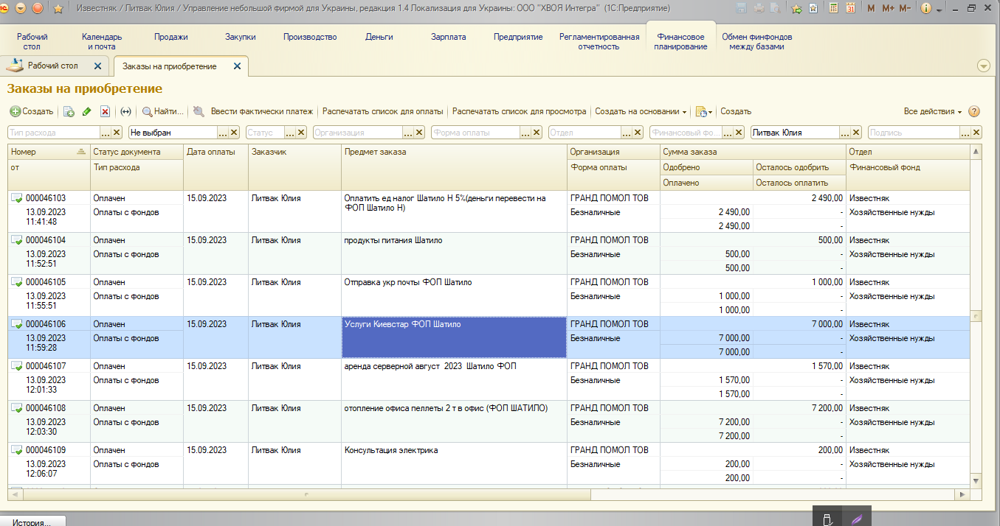 Известняк / Литвак Юлия / Управление небольшой фирмой для Украины, редакция 1.4 Локализация для Украины: ООО "ХВОЯ Интегра" (1С:Предприятие)
M M+ M-
Рабочий стол
Календарь и почта
Продажи
Закупки
Производство
Деньги
Зарплата
Предприятие
Регламентированная отчетность
Финансовое планирование
Обмен финфондов между базами
Рабочий стол
Заказы на приобретение
Заказы на приобретение
Создать Найти... Ввести фактически платеж Распечатать список для оплаты Распечатать список для просмотра Создать на основании Создать Все действия
Тип расхода Не выбран Статус Организация Форма оплаты Отдел Финансовый фо... Литвак Юлия Подпись
Номер Статус документа Дата оплаты Заказчик Предмет заказа Организация Сумма заказа Отдел
от Тип расхода Форма оплаты Одобрено Осталось одобрить Финансовый фонд
Оплачено Осталось оплатить
000046103 Оплачен 15.09.2023 Литвак Юлия Оплатить ед налог Шатило Н 5%(деньги перевести на ГРАНД ПОМОЛ ТОВ 2 490,00 Известняк
ФОП Шатило Н)
13.09.2023 Оплаты с фондов Безналичные 2 490,00 - Хозяйственные нужды
11:41:48 2 490,00 -
000046104 Оплачен 15.09.2023 Литвак Юлия продукты питания Шатило ГРАНД ПОМОЛ ТОВ 500,00 Известняк
13.09.2023 Оплаты с фондов Безналичные 500,00 - Хозяйственные нужды
11:52:51 500,00 -
000046105 Оплачен 15.09.2023 Литвак Юлия Отправка укр почты ФОП Шатило ГРАНД ПОМОЛ ТОВ 1 000,00 Известняк
13.09.2023 Оплаты с фондов Безналичные 1 000,00 - Хозяйственные нужды
11:55:51 1 000,00 -
000046106 Оплачен 15.09.2023 Литвак Юлия Услуги Киевстар ФОП Шатило ГРАНД ПОМОЛ ТОВ 7 000,00 Известняк
13.09.2023 Оплаты с фондов Безналичные 7 000,00 - Хозяйственные нужды
11:59:28 7 000,00 -
000046107 Оплачен 15.09.2023 Литвак Юлия аренда серверной август 2023 Шатило ФОП ГРАНД ПОМОЛ ТОВ 1 570,00 Известняк
13.09.2023 Оплаты с фондов Безналичные 1 570,00 - Хозяйственные нужды
12:01:33 1 570,00 -
000046108 Оплачен 15.09.2023 Литвак Юлия отопление офиса пеллеты 2 т в офис (ФОП ШАТИЛО) ГРАНД ПОМОЛ ТОВ 7 200,00 Известняк
13.09.2023 Оплаты с фондов Безналичные 7 200,00 - Хозяйственные нужды
12:03:30 7 200,00 -
000046109 Оплачен 15.09.2023 Литвак Юлия Консультация электрика ГРАНД ПОМОЛ ТОВ 200,00 Известняк
13.09.2023 Оплаты с фондов Безналичные 200,00 - Хозяйственные нужды
12:06:07 200,00 -
История...